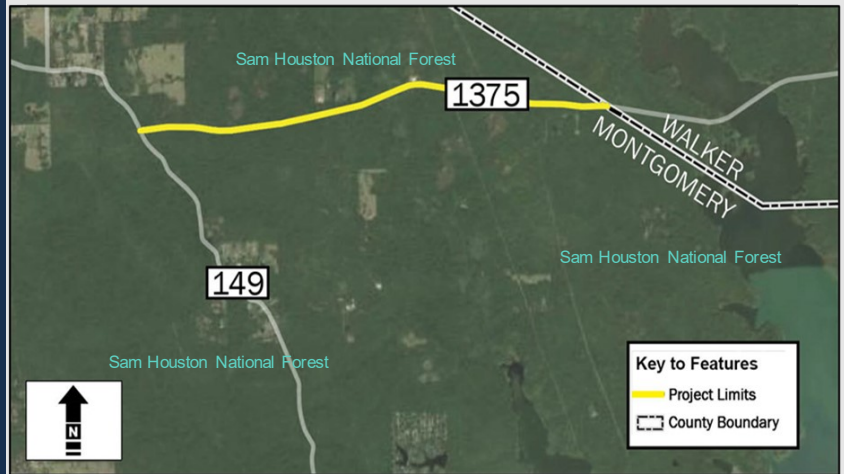 Sam Houston National Forest
1375
WALKER
MONTGOMERY
Sam Houston National Forest
149
Sam Houston National Forest
N
Key to Features
Project Limits
County Boundary